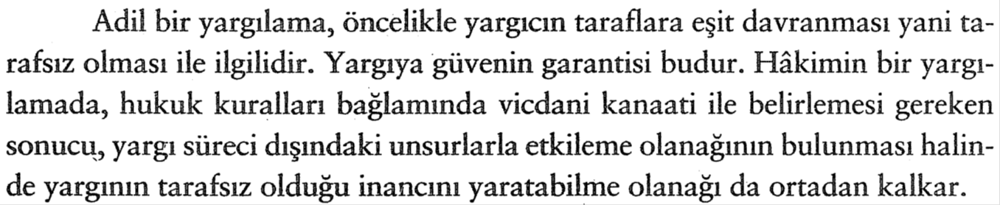 Adil bir yargılama, öncelikle yargıcın taraflara eşit davranması yani ta-
rafsız olması ile ilgilidir. Yargıya güvenin garantisi budur. Hâkimin bir yargı-
lamada, hukuk kuralları bağlamında vicdani kanaati ile belirlemesi gereken
sonucu, yargı süreci dışındaki unsurlarla etkileme olanağının bulunması halin-
de yargının tarafsız olduğu inancını yaratabilme olanağı da ortadan kalkar.